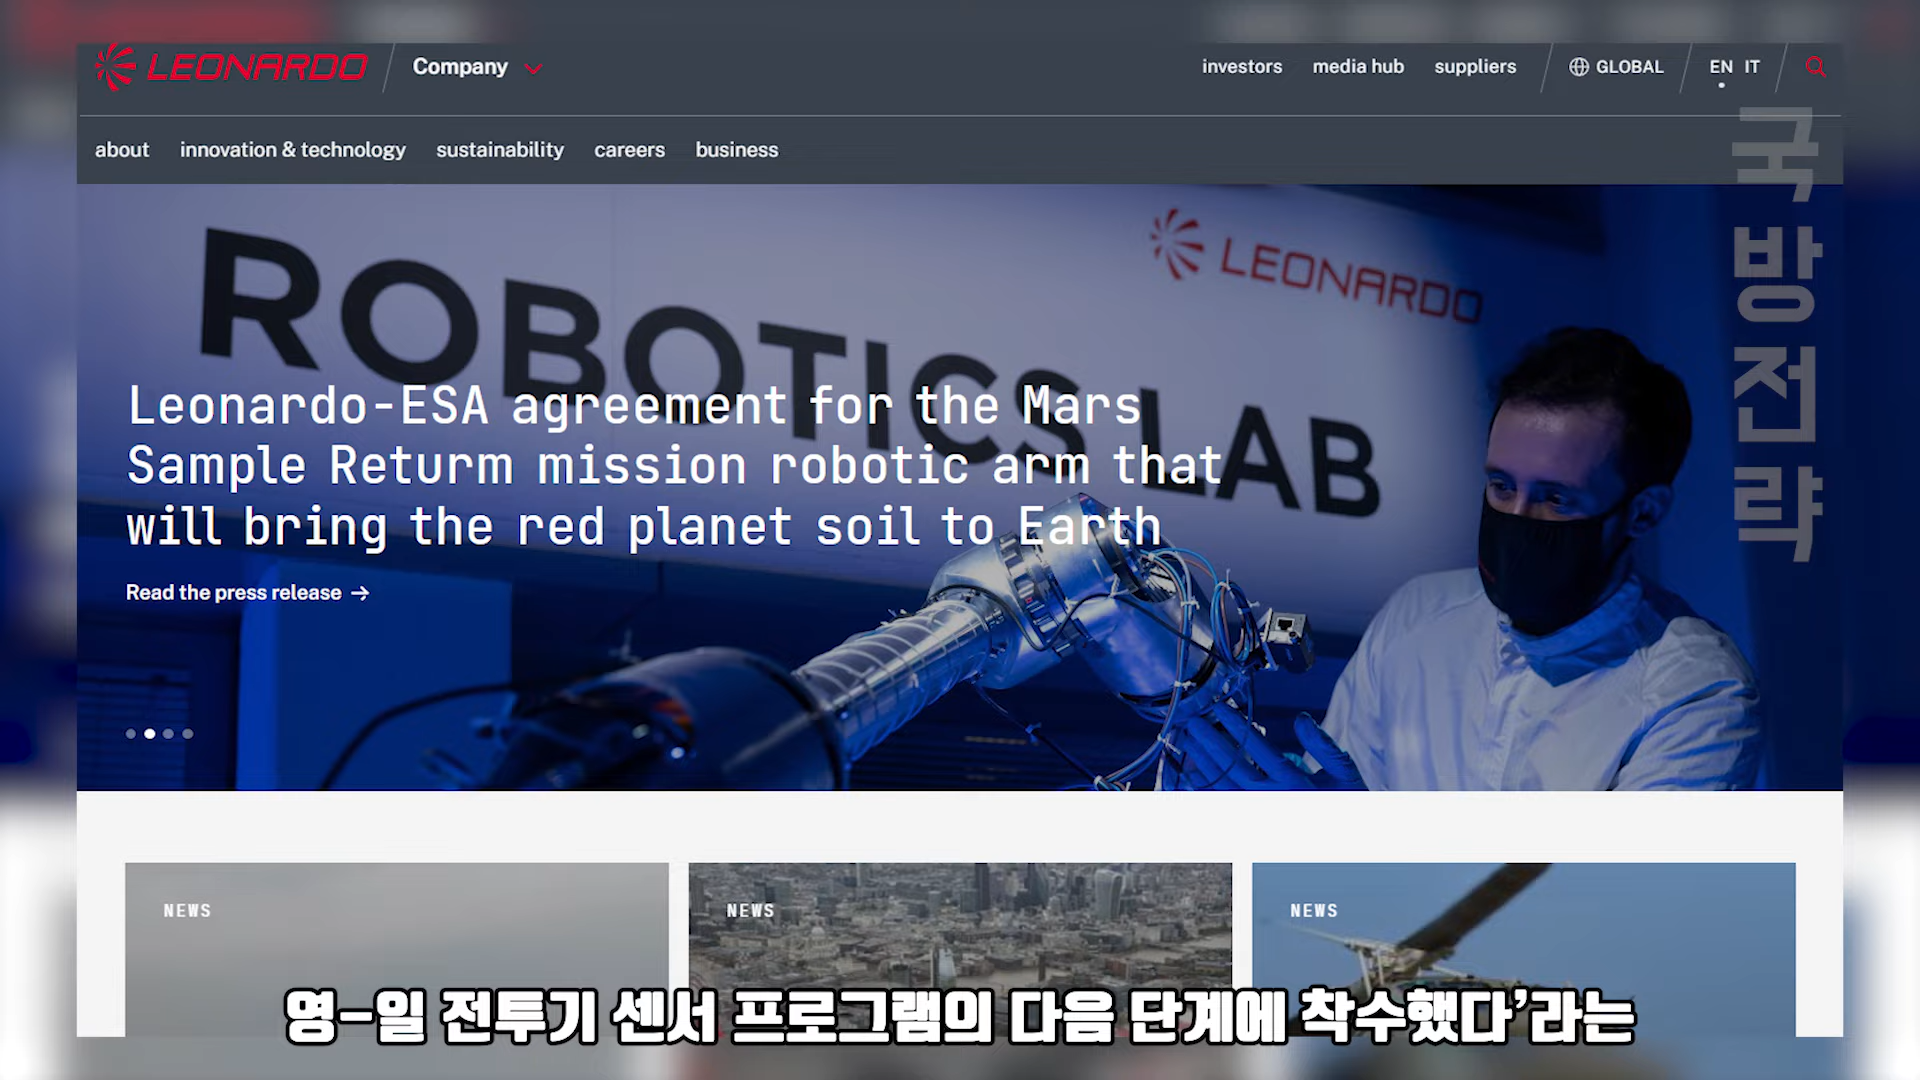 LEONARDO
Company
investors
media hub
suppliers
GLOBAL
EN IT
about
innovation & technology
sustainability
careers
business
국방전략
ROBOTICS LAB
LEONARDO
Leonardo-ESA agreement for the Mars
Sample Returm mission robotic arm that
will bring the red planet soil to Earth
Read the press release →
NEWS
NEWS
NEWS
영-일 전투기 센서 프로그램의 다음 단계에 착수했다’라는